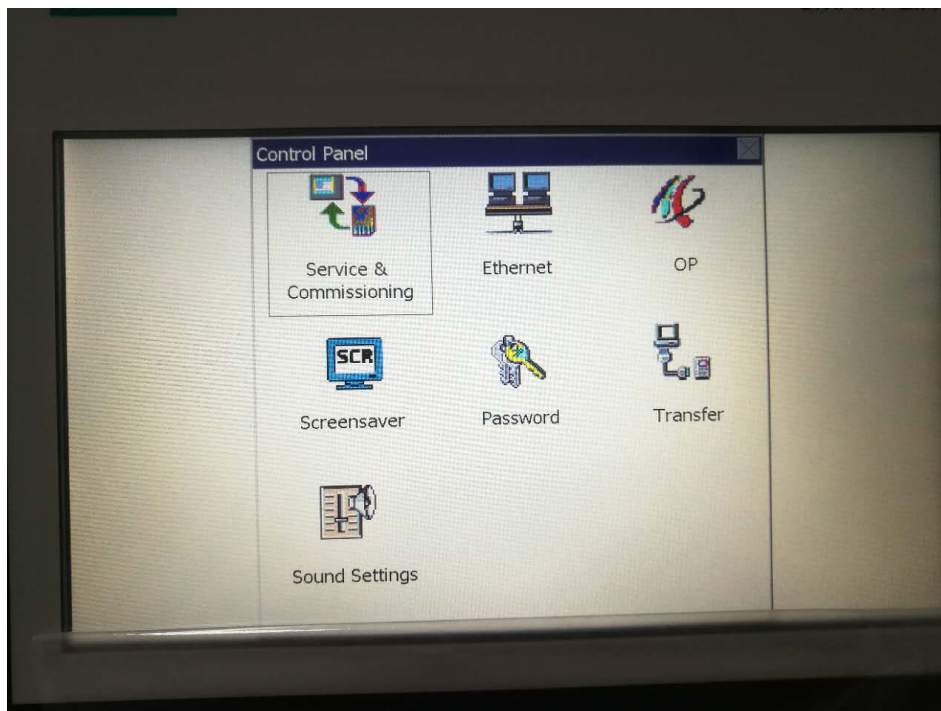 Control Panel
Service &
Commissioning
Ethernet
OP
SCR
Screensaver
Password
Transfer
Sound Settings